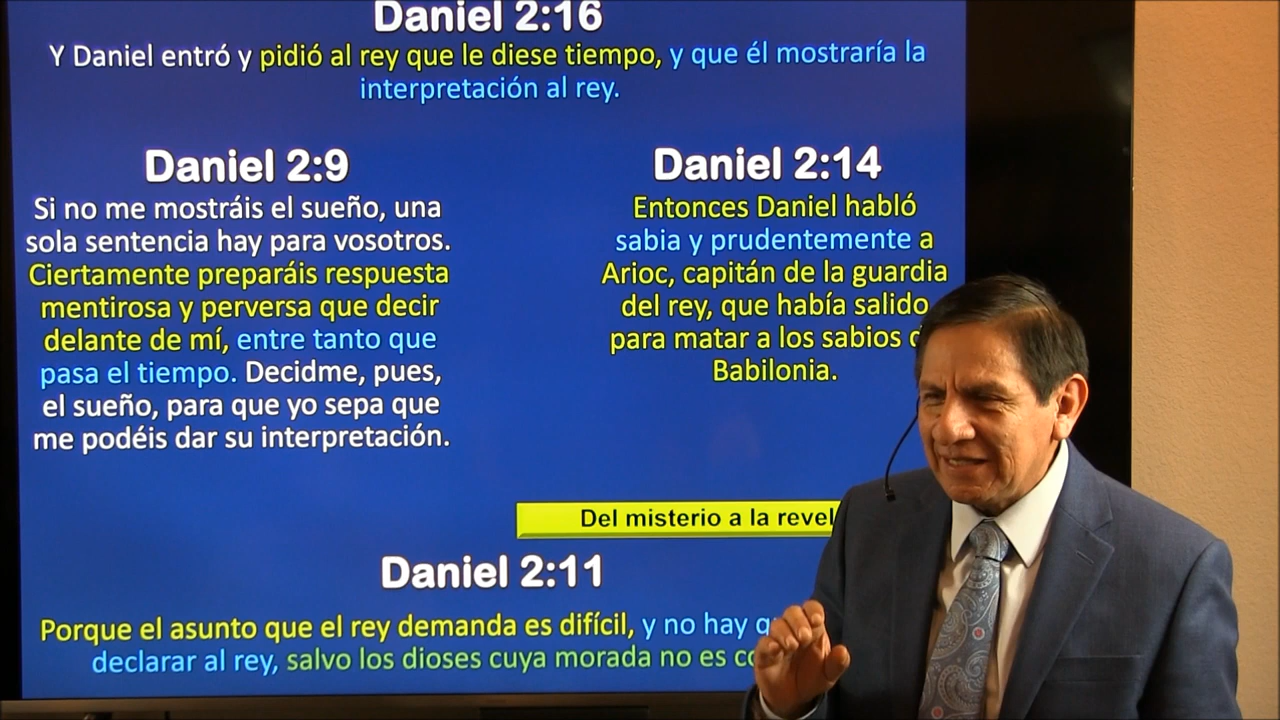 Daniel 2:16
Y Daniel entró y pidió al rey que le diese tiempo, y que él mostraría la
interpretación al rey.
Daniel 2:9
Si no me mostráis el sueño, una
sola sentencia hay para vosotros.
Ciertamente preparáis respuesta
mentirosa y perversa que decir
delante de mí, entre tanto que
pasa el tiempo. Decidme, pues,
el sueño, para que yo sepa que
me podéis dar su interpretación.
Daniel 2:14
Entonces Daniel habló
sabia y prudentemente a
Arioc, capitán de la guardia
del rey, que había salido
para matar a los sabios
Babilonia.
Del misterio a la
Daniel 2:11
Porque el asunto que el rey demanda es difícil, y no hay
declarar al rey, salvo los dioses cuya morada no es